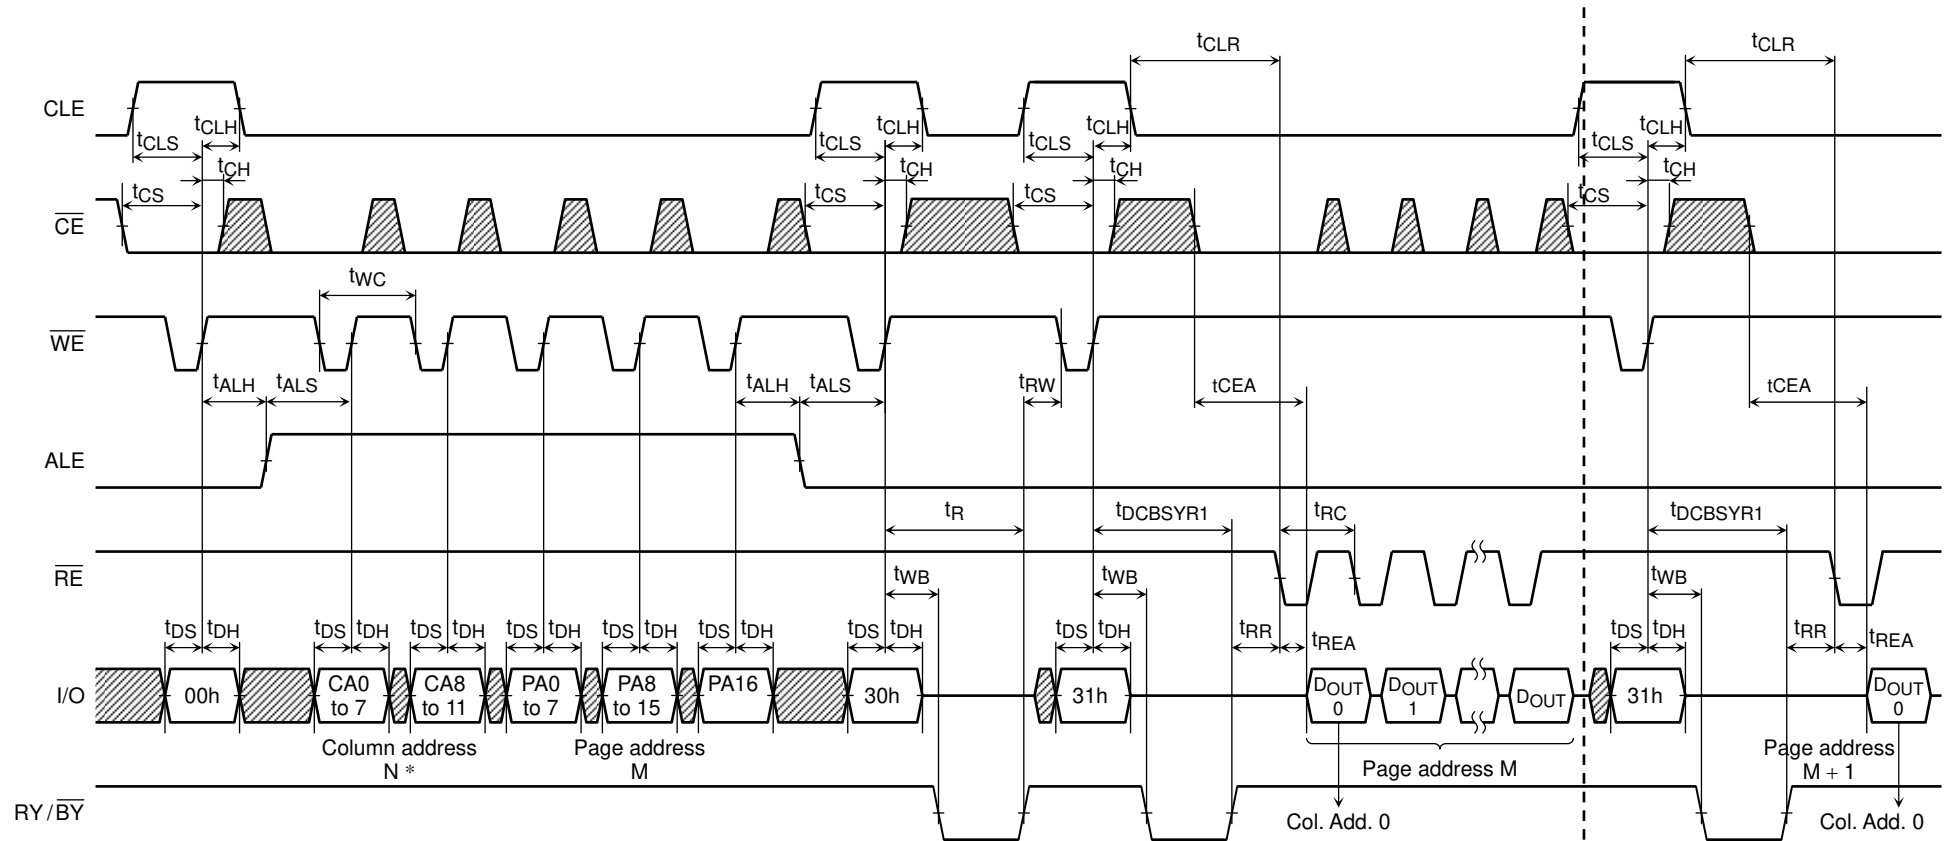 tCLR tCLR
CLE
tCLS tCLH tCLS tCLH tCLS tCLH tCLS tCLH
tCH tCH tCH tCH
tCS tCS tCS tCS
CE
tWC
WE
tALH tALS tALH tALS tRW tCEA tCEA
ALE
tR tDCBSYR1 tRC tDCBSYR1
RE
tWB tWB tWB
tDS tDH tDS tDH tDS tDH tDS tDH tDS tDH tDS tDH tDS tDH tDS tDH tRR tREA tDS tDH tRR tREA
I/O
00h
CA0
to 7
CA8
to 11
PA0
to 7
PA8
to 15
PA16
30h
31h
DOUT
0
DOUT
1
DOUT
31h
DOUT
0
Column address
N *
Page address
M
Page address M
Page address
M + 1
RY/BY
Col. Add. 0
Col. Add. 0